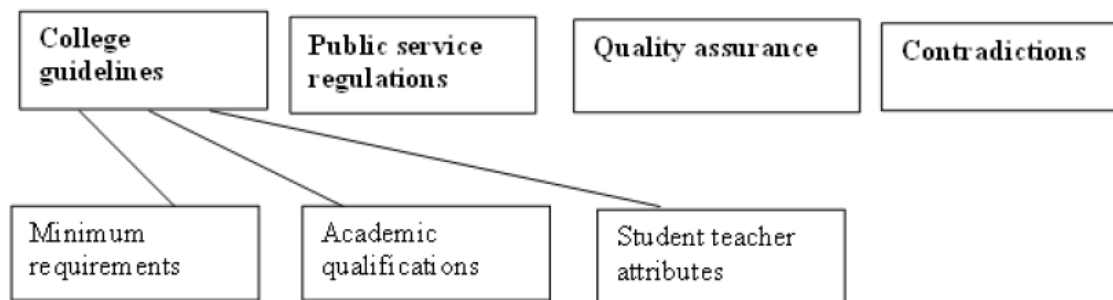 College
guidelines
Public service
regulations
Quality assurance
Contradictions
Minimum
requirements
Academic
qualifications
Student teacher
attributes